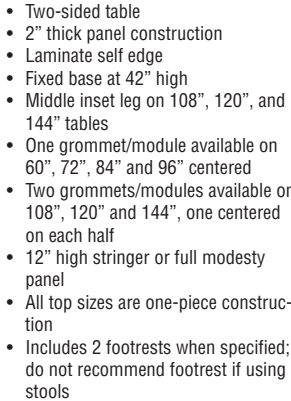 • Two-sided table
• 2” thick panel construction
• Laminate self edge
• Fixed base at 42” high
• Middle inset leg on 108”, 120”, and
144” tables
• One grommet/module available on
60”, 72”, 84” and 96” centered
• Two grommets/modules available or
108”, 120” and 144”, one centered
on each half
• 12” high stringer or full modesty
panel
• All top sizes are one-piece construc-
tion
• Includes 2 footrests when specified;
do not recommend footrest if using
stools